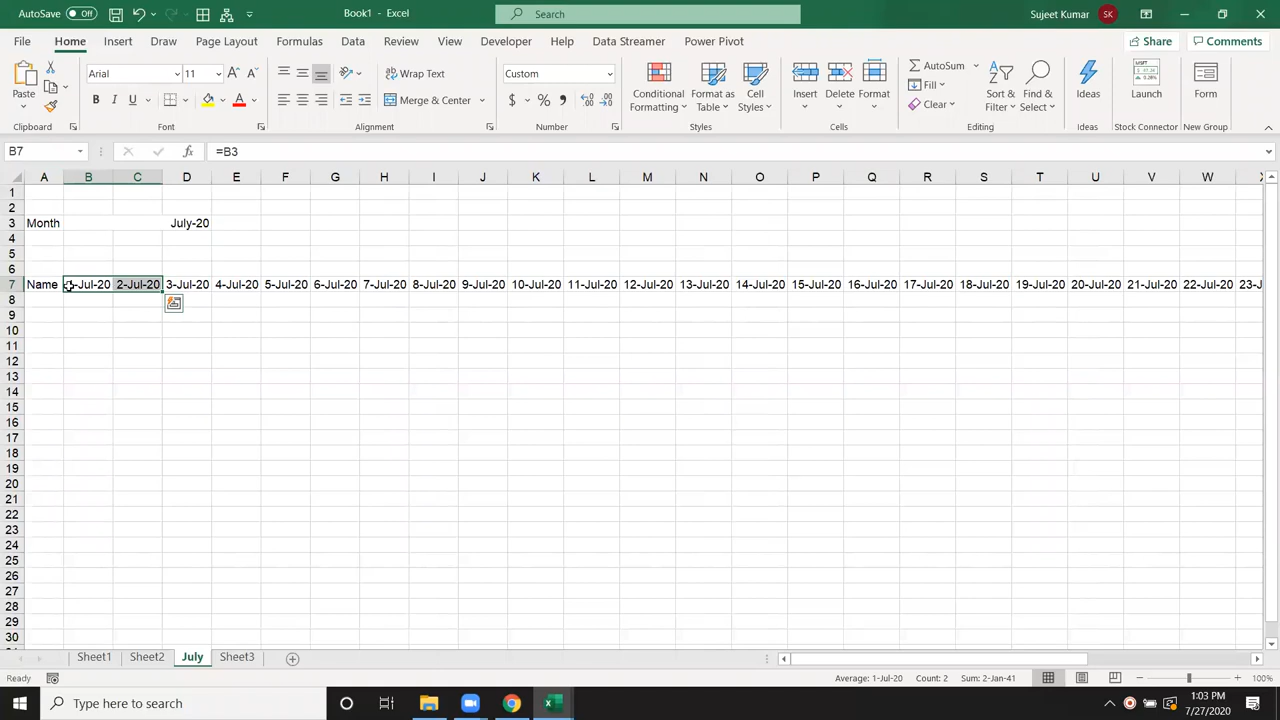 AutoSave Off Book1 - Excel Search Sujeet Kumar SK
File Home Insert Draw Page Layout Formulas Data Review View Developer Help Data Streamer Power Pivot Share Comments
Paste Arial 11 Wrap Text Custom Conditional Formatting Format as Table Cell Styles Insert Delete Format AutoSum Sort & Filter Find & Select Ideas Launch Form
B I U A Merge & Center $ % Fill
Clear
Clipboard Font Alignment Number Styles Cells Editing Ideas Stock Connector New Group
B7 fx =B3
A B C D E F G H I J K L M N O P Q R S T U V W X
1
2
3 Month July-20
4
5
6
7 Name -Jul-20 2-Jul-20 3-Jul-20 4-Jul-20 5-Jul-20 6-Jul-20 7-Jul-20 8-Jul-20 9-Jul-20 10-Jul-20 11-Jul-20 12-Jul-20 13-Jul-20 14-Jul-20 15-Jul-20 16-Jul-20 17-Jul-20 18-Jul-20 19-Jul-20 20-Jul-20 21-Jul-20 22-Jul-20 23-J
8
9
10
11
12
13
14
15
16
17
18
19
20
21
22
23
24
25
26
27
28
29
30
Sheet1 Sheet2 July Sheet3
Ready Average: 1-Jul-20 Count: 2 Sum: 2-Jan-41 100%
Type here to search 1:03 PM
7/27/2020